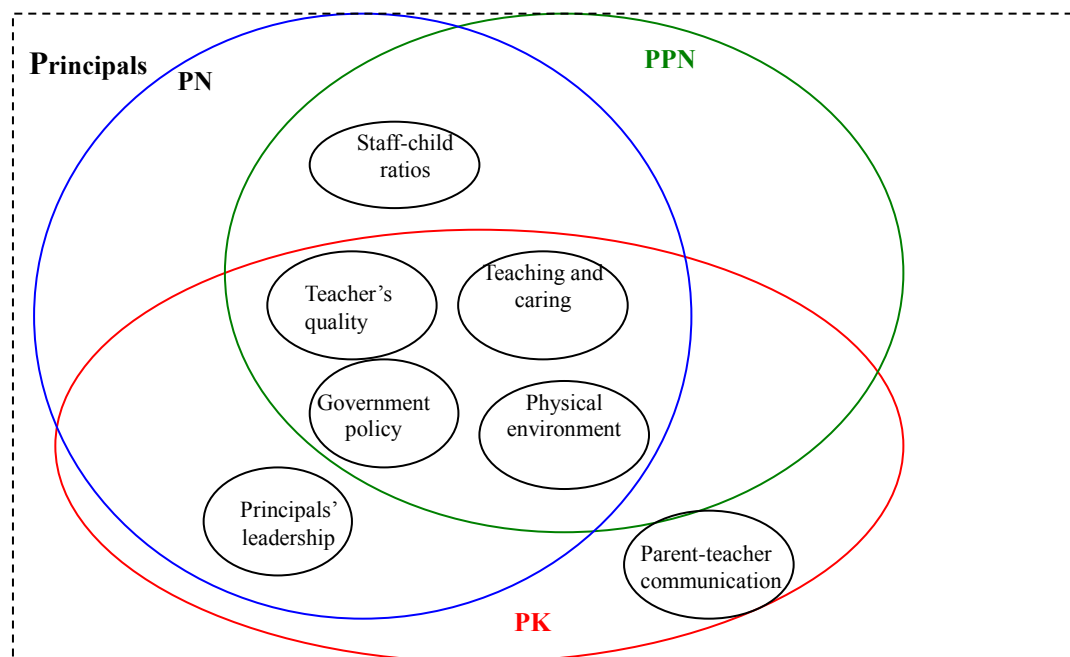 Principals
PN
PPN
Staff-child
ratios
Teacher’s
quality
Teaching and
caring
Government
policy
Physical
environment
Principals’
leadership
Parent-teacher
communication
PK